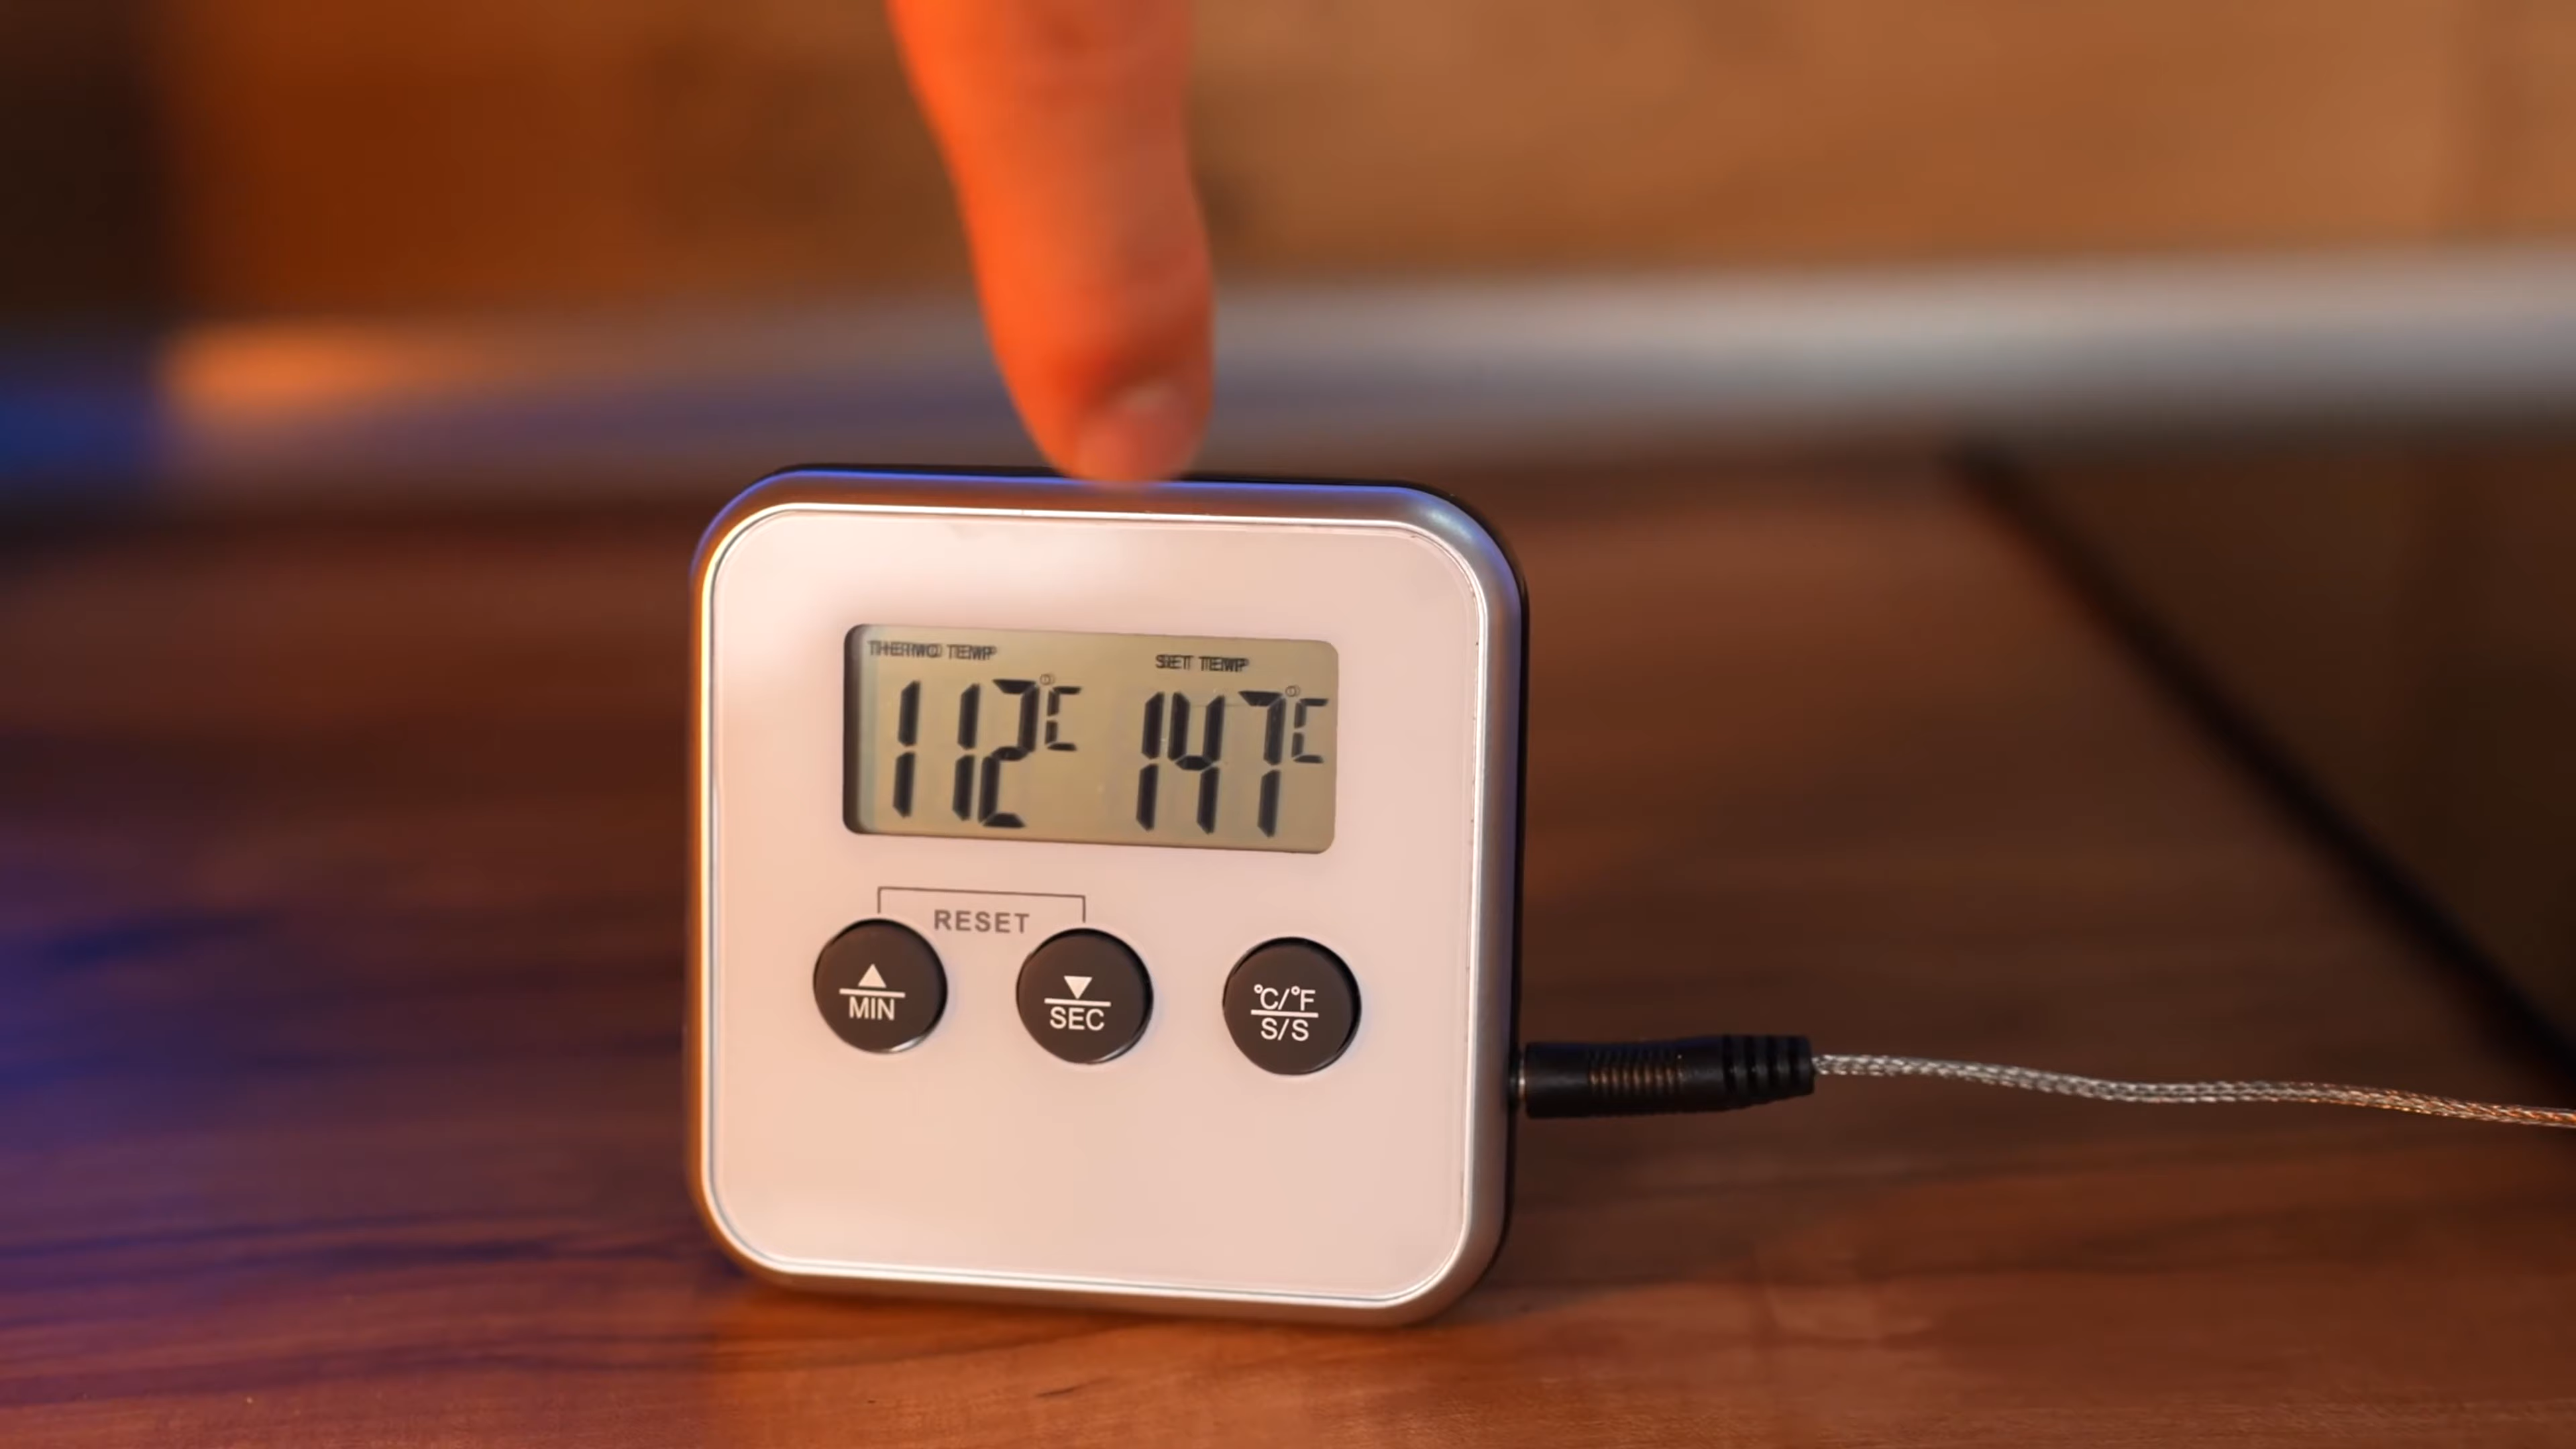 THERMO TEMP SET TEMP
112°C 147°C
RESET
▲ ▼ °C/°F
MIN SEC S/S